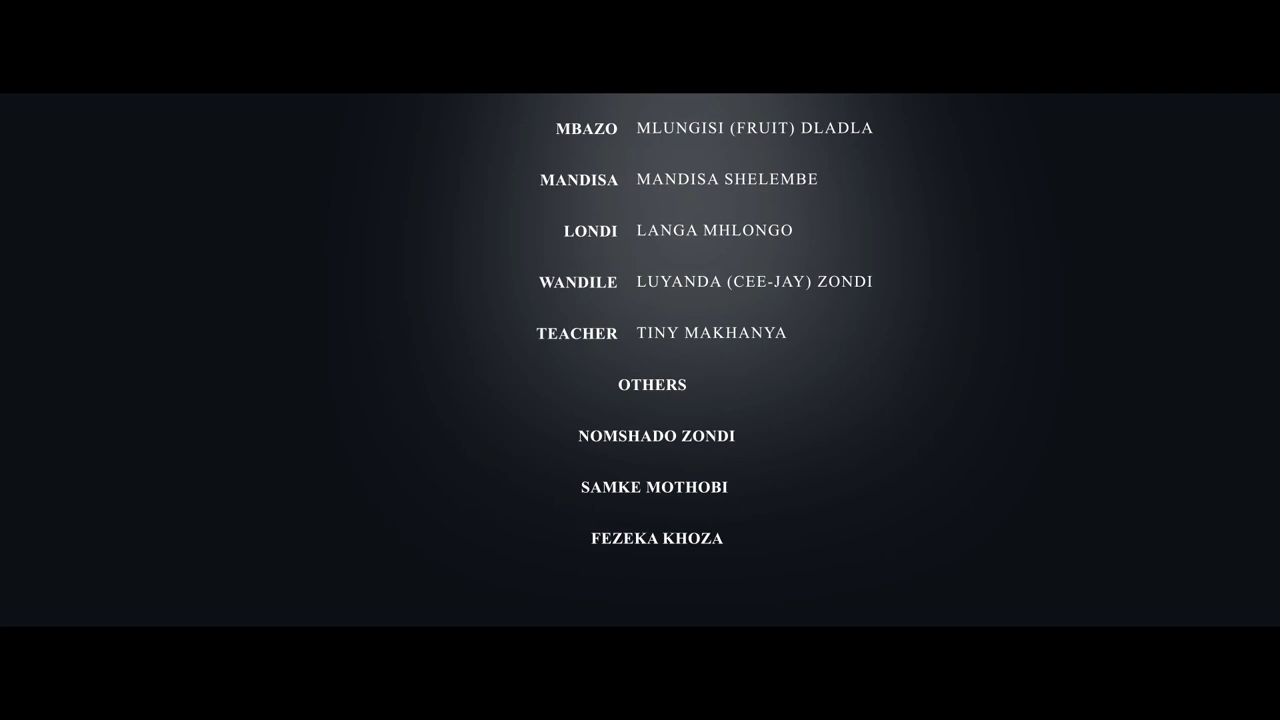 MBAZO MLUNGISI (FRUIT) DLADLA
MANDISA MANDISA SHELEMBE
LONDI LANGA MHLONGO
WANDILE LUYANDA (CEE-JAY) ZONDI
TEACHER TINY MAKHANYA
OTHERS
NOMSHADO ZONDI
SAMKE MOTHOBI
FEZEKA KHOZA